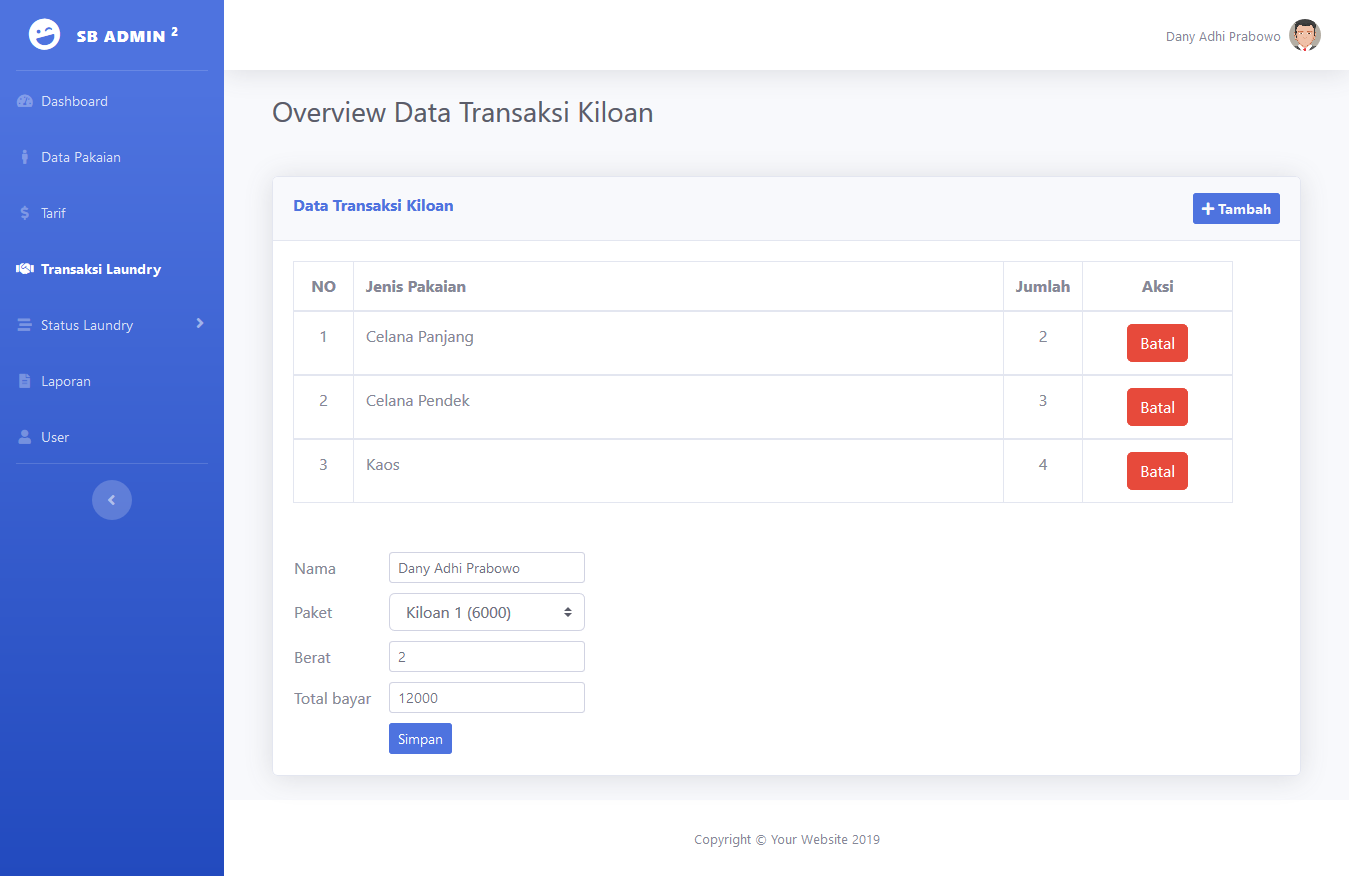 SB ADMIN 2
Dany Adhi Prabowo
Dashboard
Data Pakaian
Tarif
Transaksi Laundry
Status Laundry
Laporan
User
Overview Data Transaksi Kiloan
Data Transaksi Kiloan
Tambah
NO Jenis Pakaian Jumlah Aksi
1 Celana Panjang 2 Batal
2 Celana Pendek 3 Batal
3 Kaos 4 Batal
Nama Dany Adhi Prabowo
Paket Kiloan 1 (6000)
Berat 2
Total bayar 12000
Simpan
Copyright © Your Website 2019